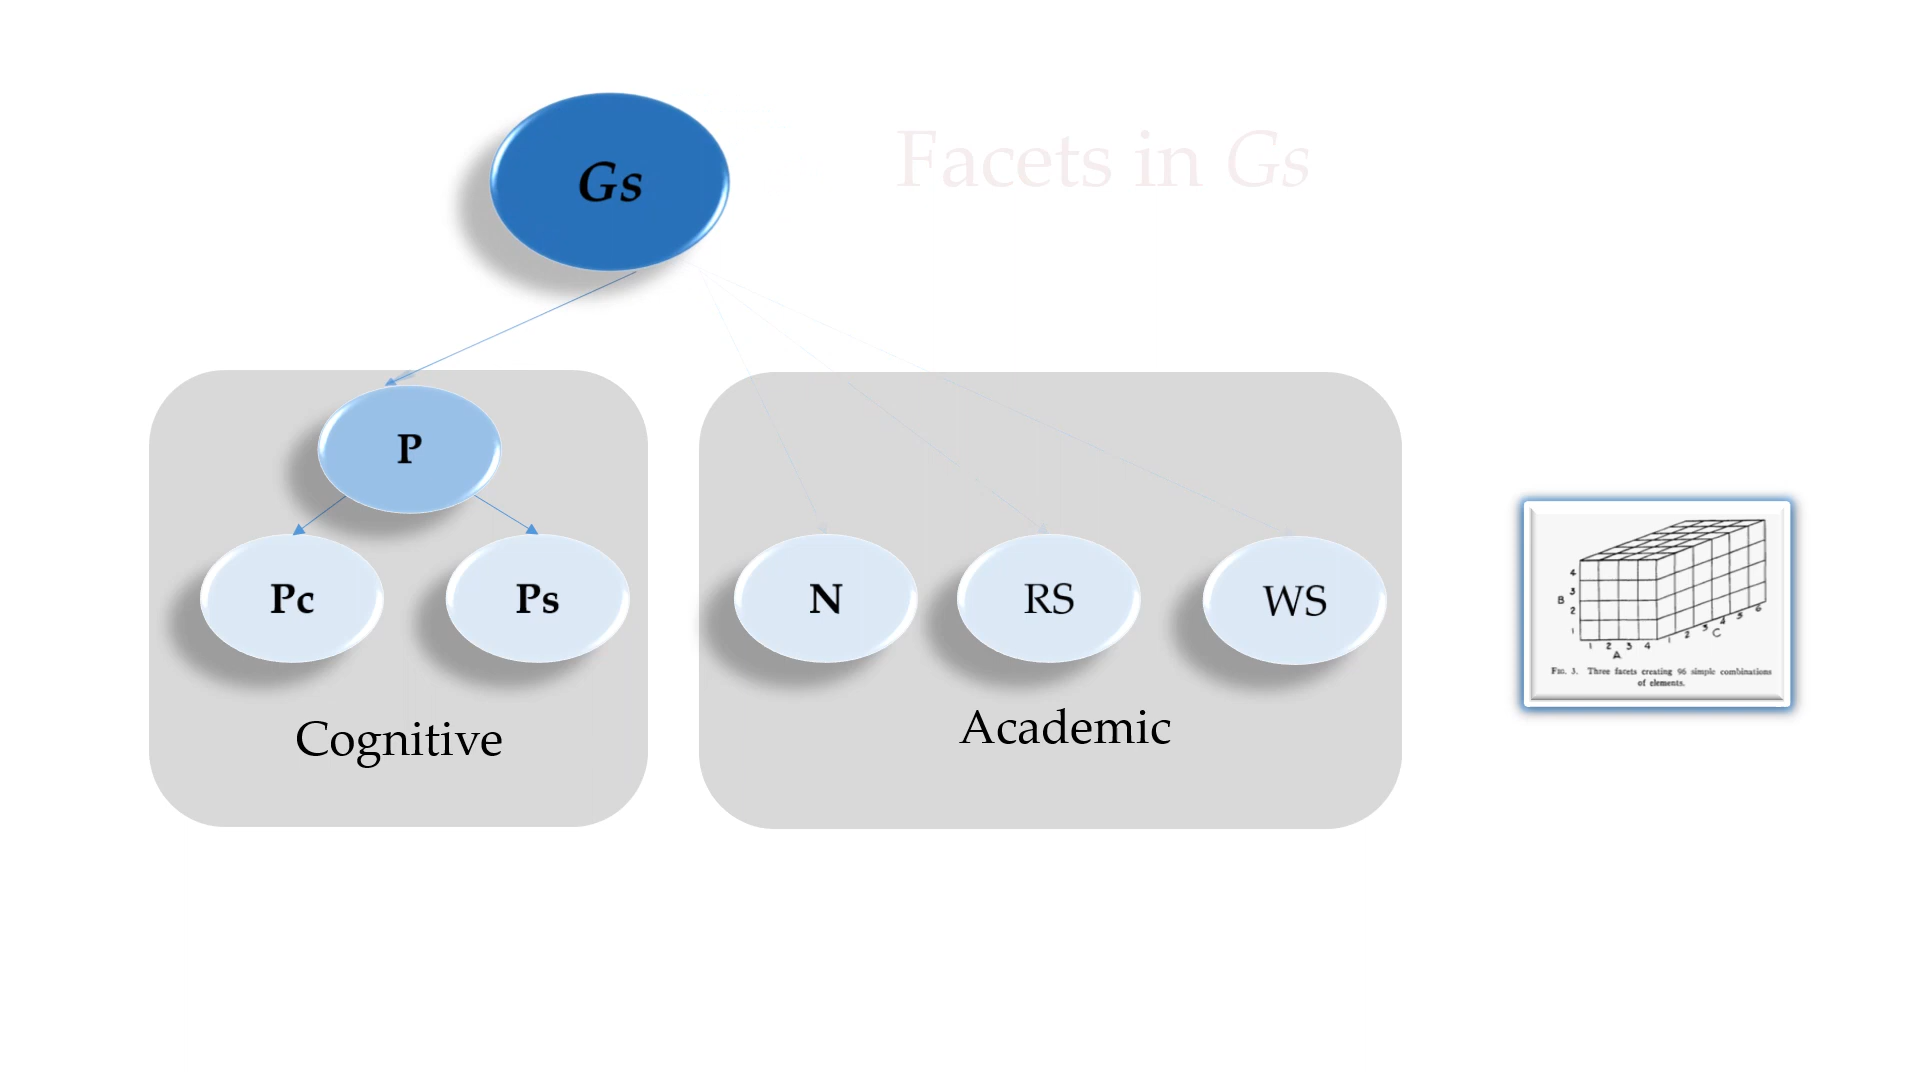 Gs
Facets in Gs
P
Pc
Ps
N
RS
WS
Cognitive
Academic
4
3
B
2
1
1 2 3 4
A
1 2 3 4 5 6
C
FIG. 3. Three facets creating 96 simple combinations
of elements.